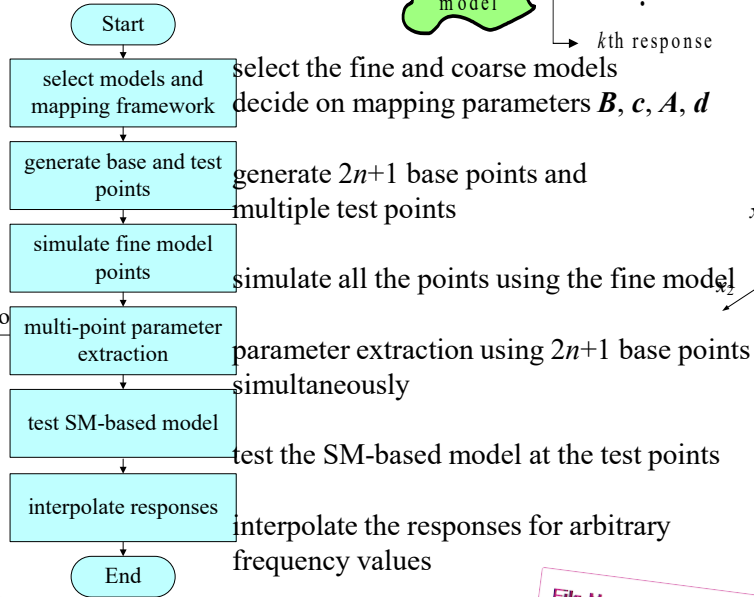 Start
model
kth response
select models and
mapping framework
select the fine and coarse models
decide on mapping parameters B, c, A, d
generate base and test
points
generate 2n+1 base points and
multiple test points
simulate fine model
points
simulate all the points using the fine model
x2
multi-point parameter
extraction
parameter extraction using 2n+1 base points
simultaneously
test SM-based model
test the SM-based model at the test points
interpolate responses
interpolate the responses for arbitrary
frequency values
End